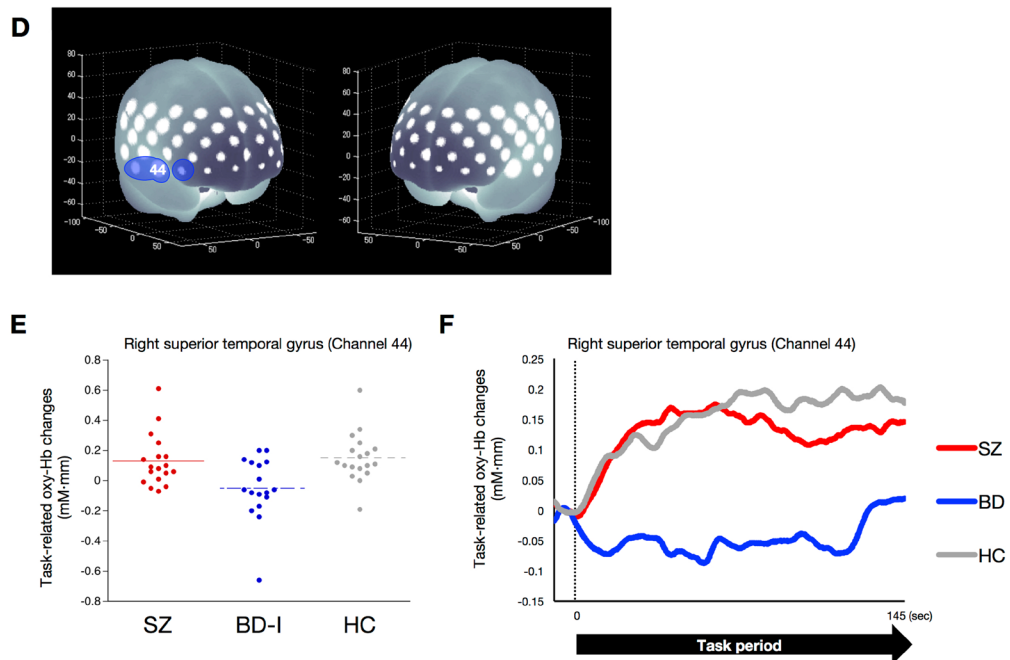 D
80
60
40
20
0
-20
-40
-60
-100
-50
0
50
50
0
-50
80
60
40
20
0
-20
-40
-60
50
0
-50
-50
0
50
-100
44
E
Right superior temporal gyrus (Channel 44)
Task-related oxy-Hb changes
(mM·mm)
0.8
0.6
0.4
0.2
0
-0.2
-0.4
-0.6
-0.8
SZ
BD-I
HC
F
Right superior temporal gyrus (Channel 44)
Task-related oxy-Hb changes
(mM·mm)
0.25
0.2
0.15
0.1
0.05
0
-0.05
-0.1
-0.15
0
145 (sec)
Task period
SZ
BD
HC